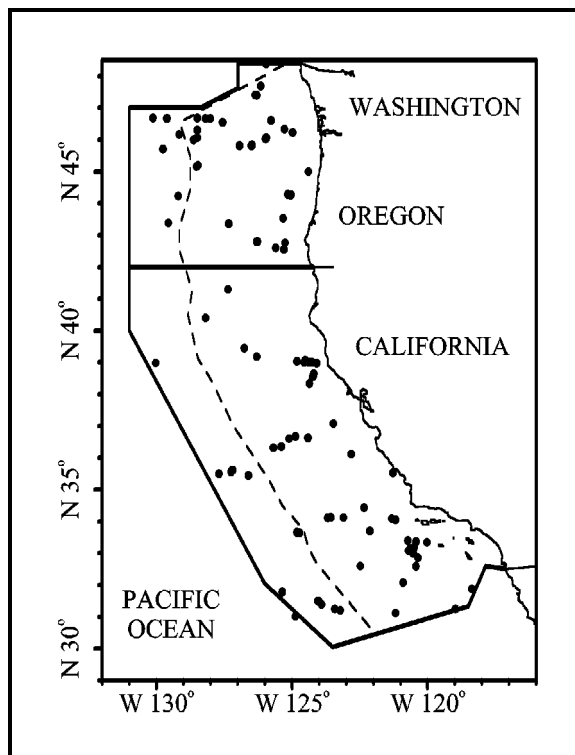 WASHINGTON
N 45°
OREGON
N 40°
CALIFORNIA
N 35°
PACIFIC
OCEAN
N 30°
W 130° W 125° W 120°